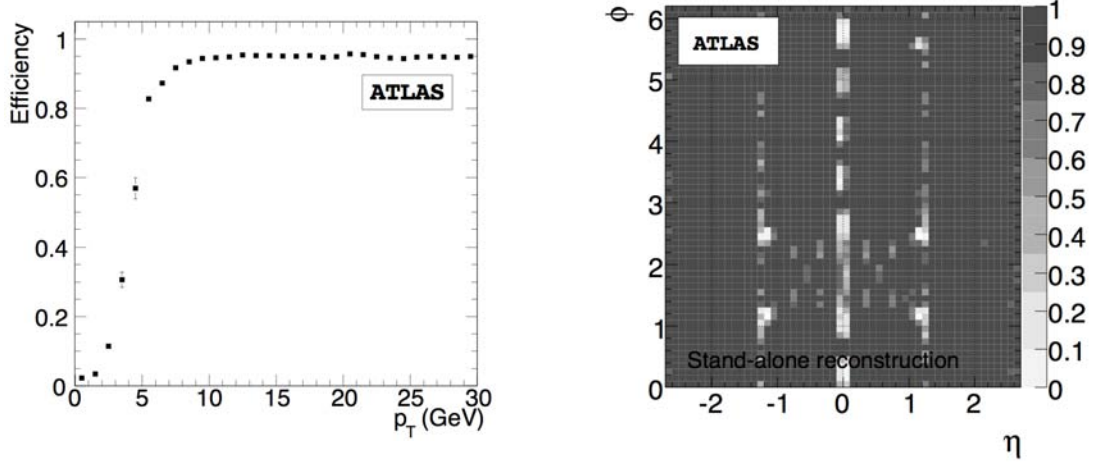 Efficiency
1
0.8
0.6
0.4
0.2
0
ATLAS
0 5 10 15 20 25 30
p_T (GeV)
ϕ
6
5
4
3
2
1
0
ATLAS
Stand-alone reconstruction
-2 -1 0 1 2
η
1
0.9
0.8
0.7
0.6
0.5
0.4
0.3
0.2
0.1
0